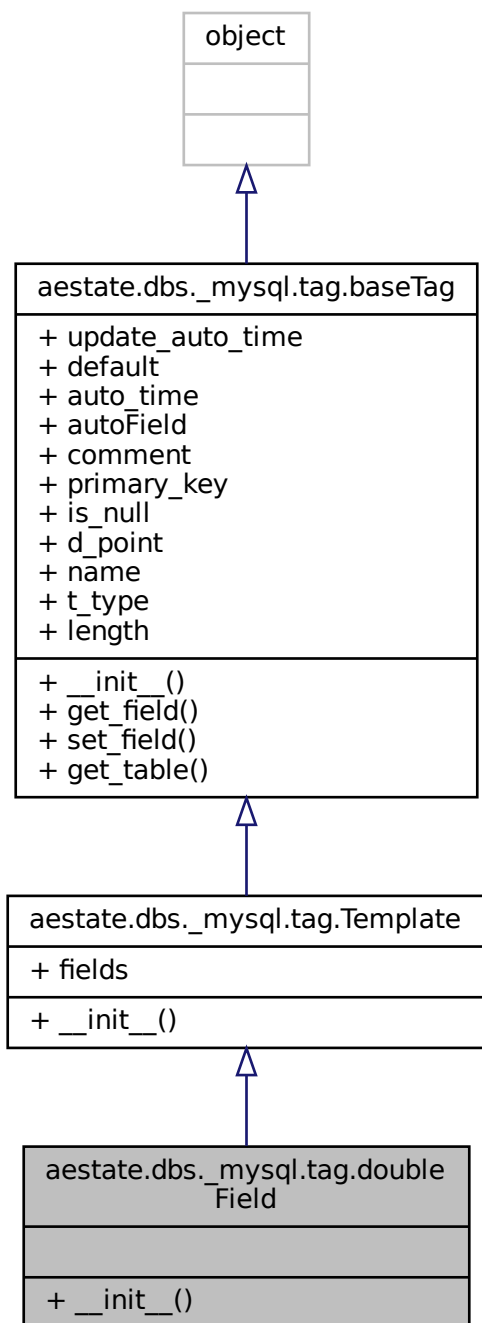 object
aestate.dbs._mysql.tag.baseTag
+ update_auto_time
+ default
+ auto_time
+ autoField
+ comment
+ primary_key
+ is_null
+ d_point
+ name
+ t_type
+ length
+ __init__()
+ get_field()
+ set_field()
+ get_table()
aestate.dbs._mysql.tag.Template
+ fields
+ __init__()
aestate.dbs._mysql.tag.double
Field
+ __init__()